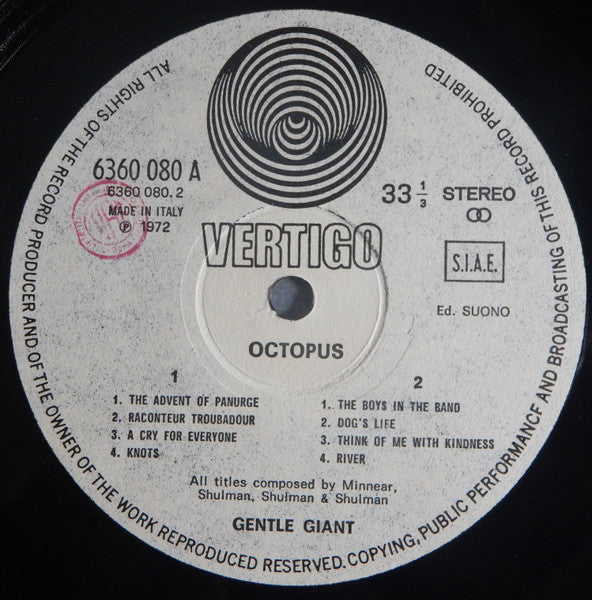 ALL RIGHTS OF THE RECORD PRODUCER AND OF THE OWNER OF THE WORK REPRODUCED RESERVED. COPYING, PUBLIC PERFORMANCE AND BROADCASTING OF THIS RECORD PROHIBITED
6360 080 A
6360 080.2
MADE IN ITALY
℗ 1972
33 1/3 STEREO
S.I.A.E.
Ed. SUONO
VERTIGO
OCTOPUS
1
1. THE ADVENT OF PANURGE
2. RACONTEUR TROUBADOUR
3. A CRY FOR EVERYONE
4. KNOTS
2
1. THE BOYS IN THE BAND
2. DOG'S LIFE
3. THINK OF ME WITH KINDNESS
4. RIVER
All titles composed by Minnear,
Shulman, Shulman & Shulman
GENTLE GIANT